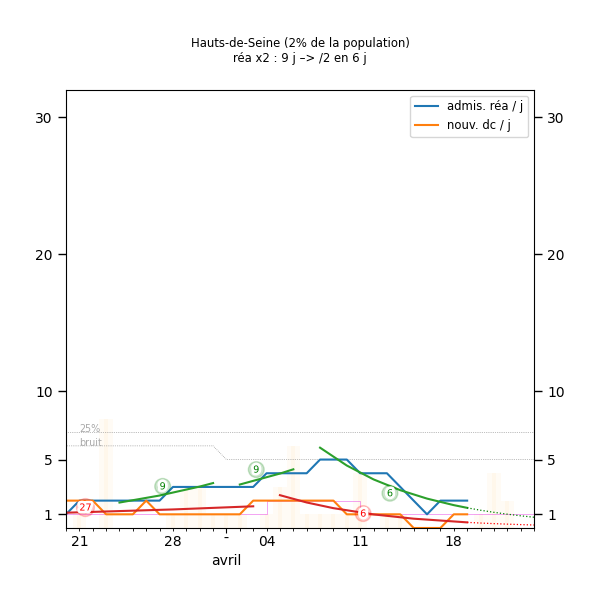 Hauts-de-Seine (2% de la population)
réa x2 : 9 j –> /2 en 6 j
admis. réa / j
nouv. dc / j
30 30
20 20
10 10
25%
bruit
5 5
9
9
6
27
6
1 1
21 28 - 04 11 18
avril